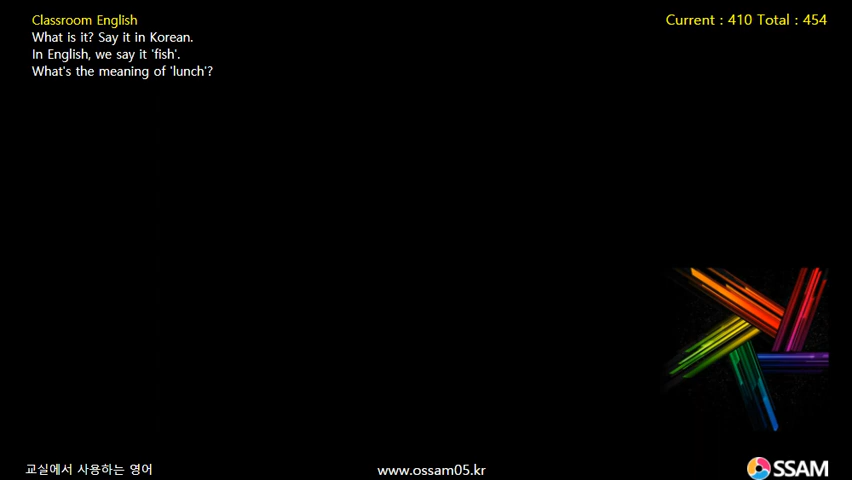 Classroom English
Current : 410 Total : 454
What is it? Say it in Korean.
In English, we say it 'fish'.
What's the meaning of 'lunch'?
교실에서 사용하는 영어
www.ossam05.kr
SSAM